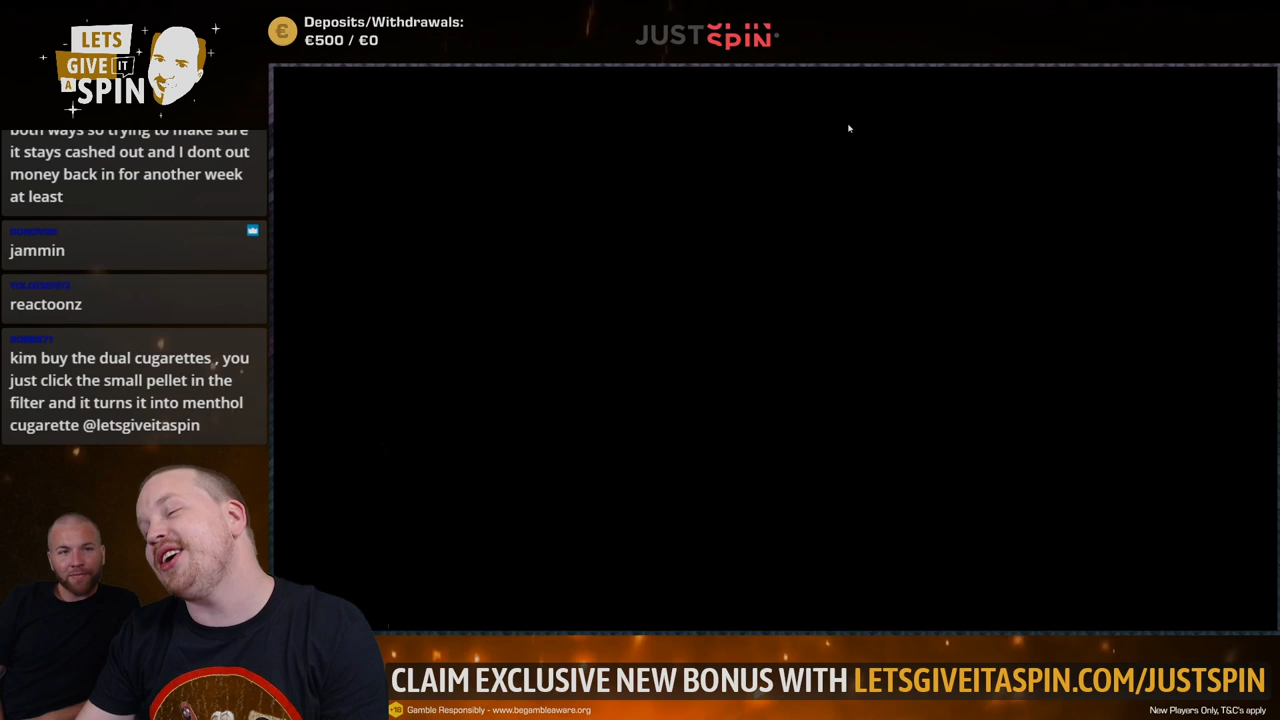 LETS
GIVE IT
A SPIN
Deposits/Withdrawals:
€500 / €0
JUST SPIN
both ways so trying to make sure
it stays cashed out and I dont out
money back in for another week
at least
jammin
reactoonz
kim buy the dual cugarettes , you
just click the small pellet in the
filter and it turns it into menthol
cugarette @letsgiveitaspin
CLAIM EXCLUSIVE NEW BONUS WITH LETSGIVEITASPIN.COM/JUSTSPIN
+18 Gamble Responsibly - www.begambleaware.org
New Players Only, T&C's apply